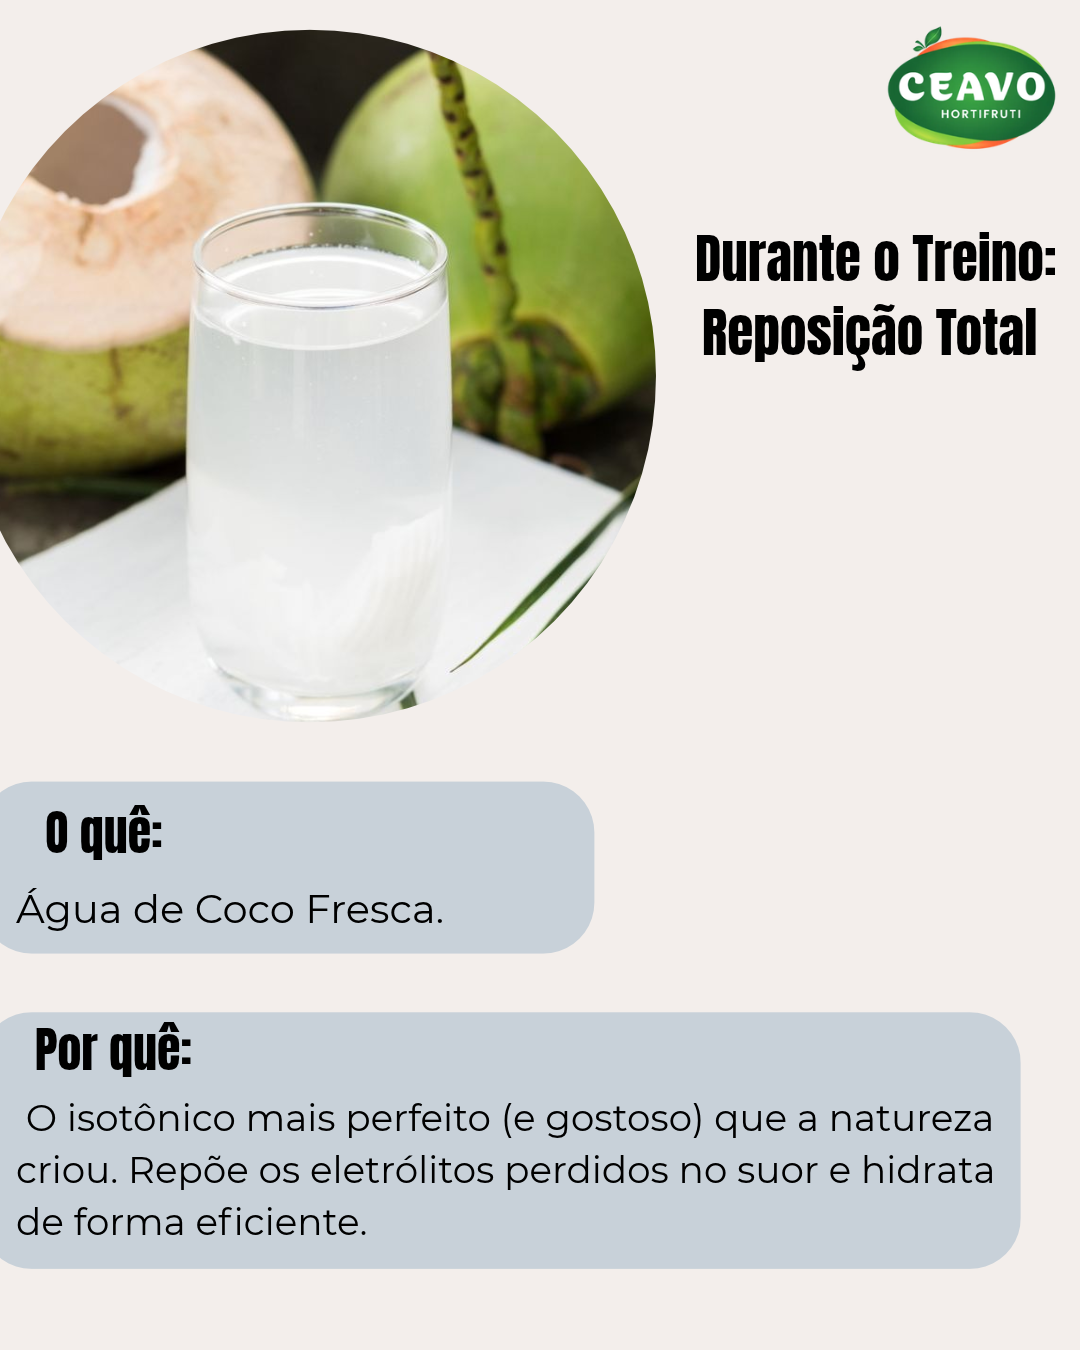 CEAVO
HORTIFRUTI
Durante o Treino:
Reposição Total
O quê:
Água de Coco Fresca.
Por quê:
O isotônico mais perfeito (e gostoso) que a natureza
criou. Repõe os eletrólitos perdidos no suor e hidrata
de forma eficiente.